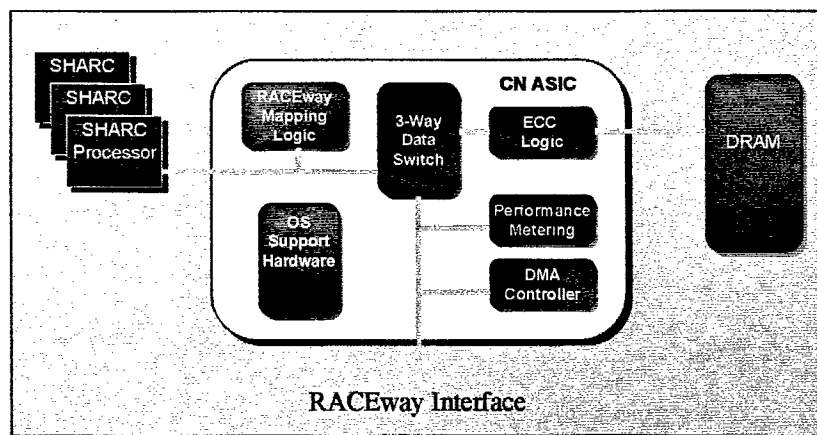 SHARC
SHARC
SHARC
Processor
RACEway
Mapping
Logic
3-Way
Data
Switch
CN ASIC
ECC
Logic
DRAM
OS
Support
Hardware
Performance
Metering
DMA
Controller
RACEway Interface